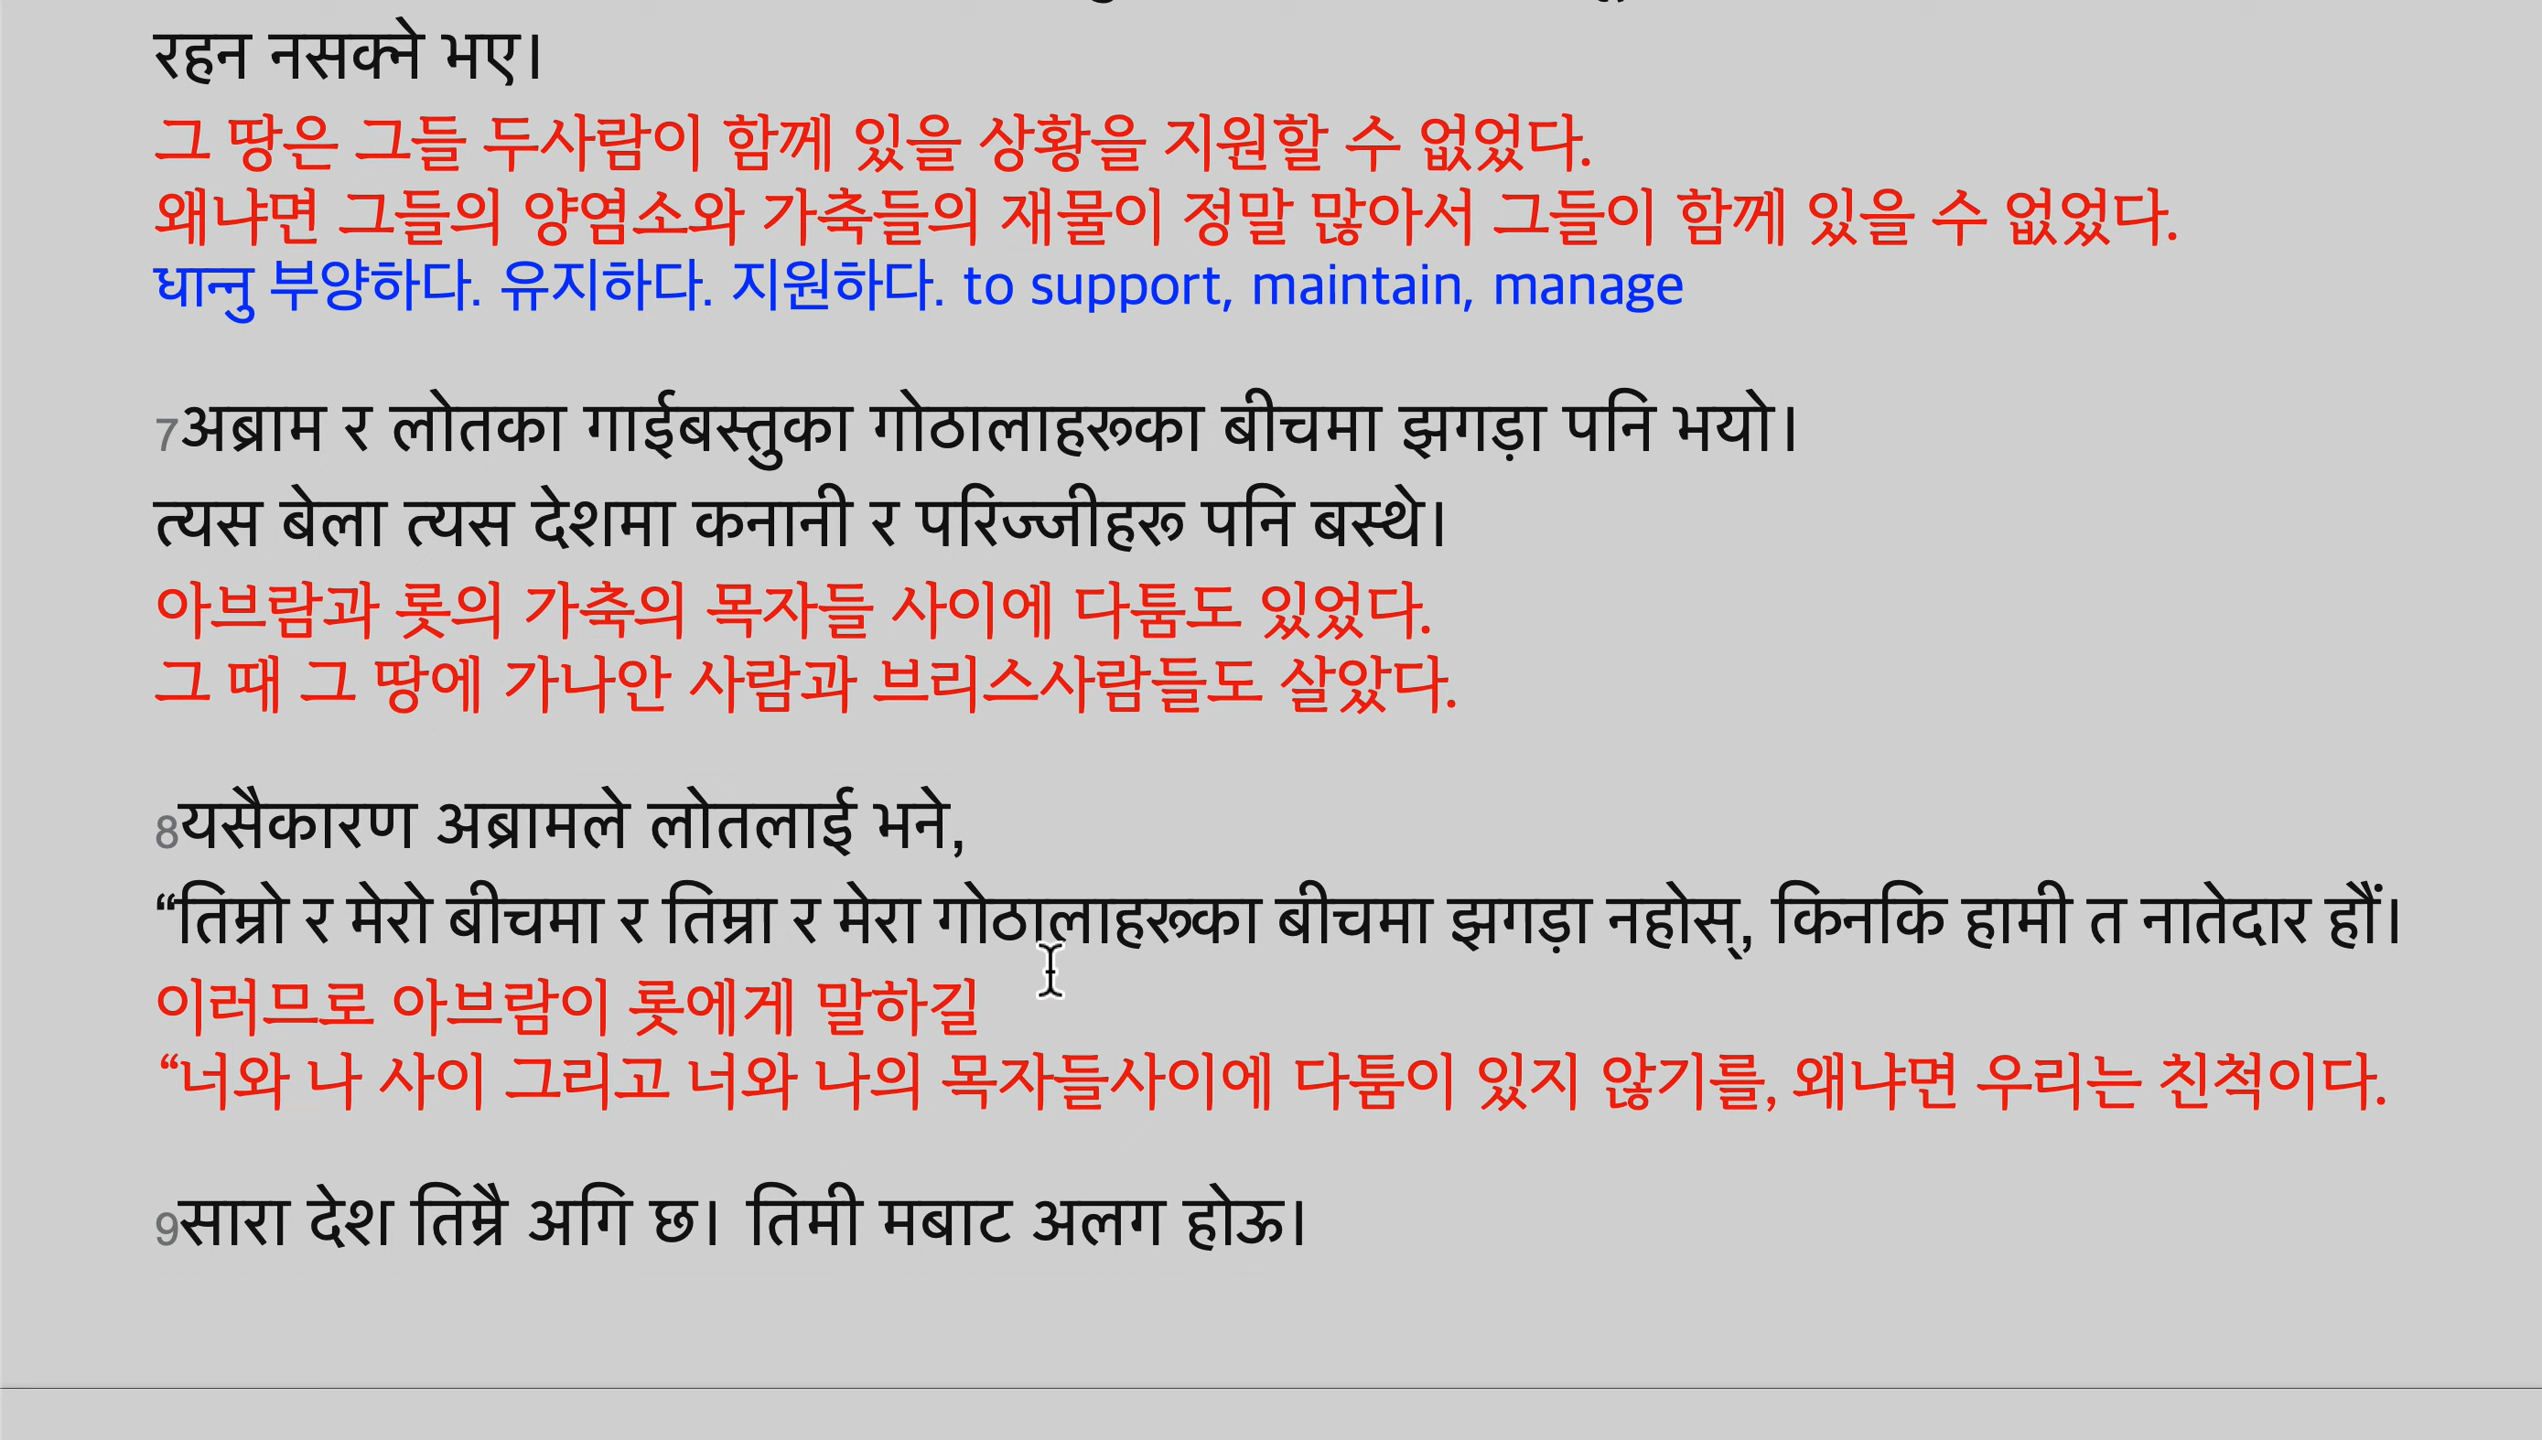 रहन नसक्ने भए।
그 땅은 그들 두사람이 함께 있을 상황을 지원할 수 없었다.
왜냐면 그들의 양염소와 가축들의 재물이 정말 많아서 그들이 함께 있을 수 없었다.
धान्नु 부양하다. 유지하다. 지원하다. to support, maintain, manage
7अब्राम र लोतका गाईबस्तुका गोठालाहरूका बीचमा झगड़ा पनि भयो।
त्यस बेला त्यस देशमा कनानी र परिज्जीहरू पनि बस्थे।
아브람과 롯의 가축의 목자들 사이에 다툼도 있었다.
그 때 그 땅에 가나안 사람과 브리스사람들도 살았다.
8यसैकारण अब्रामले लोतलाई भने,
“तिम्रो र मेरो बीचमा र तिम्रा र मेरा गोठालाहरूका बीचमा झगड़ा नहोस्, किनकि हामी त नातेदार हौं।
이러므로 아브람이 롯에게 말하길
“너와 나 사이 그리고 너와 나의 목자들사이에 다툼이 있지 않기를, 왜냐면 우리는 친척이다.
9सारा देश तिम्रै अगि छ। तिमी मबाट अलग होऊ।